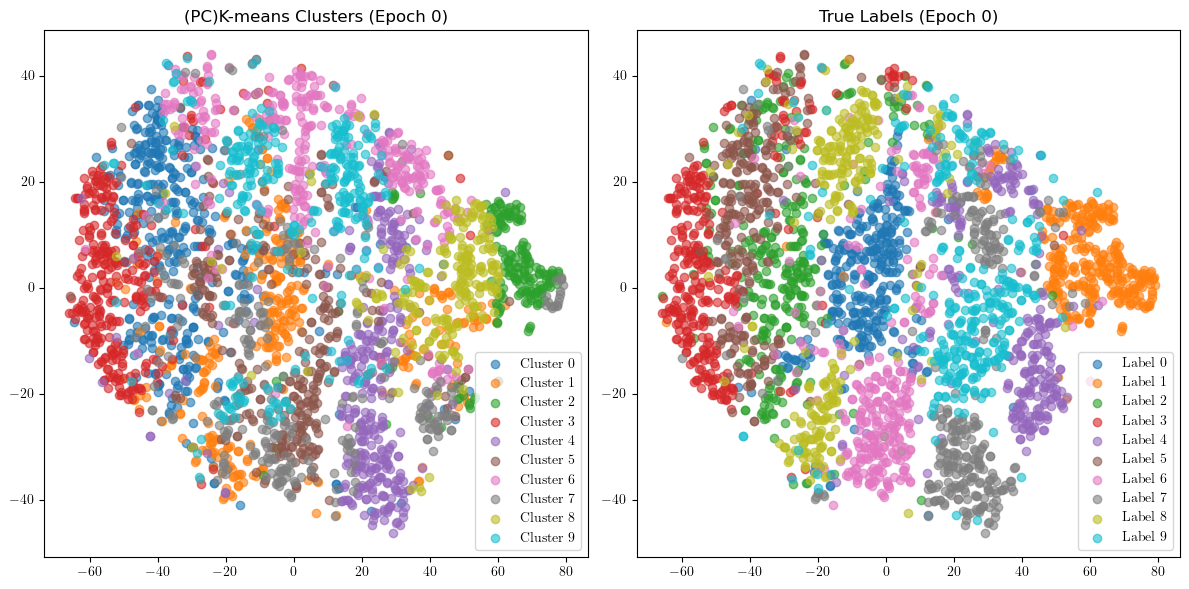 (PC)K-means Clusters (Epoch 0)
40
20
0
−20
−40
−60
−40
−20
0
20
40
60
80
Cluster 0
Cluster 1
Cluster 2
Cluster 3
Cluster 4
Cluster 5
Cluster 6
Cluster 7
Cluster 8
Cluster 9
True Labels (Epoch 0)
40
20
0
−20
−40
−60
−40
−20
0
20
40
60
80
Label 0
Label 1
Label 2
Label 3
Label 4
Label 5
Label 6
Label 7
Label 8
Label 9